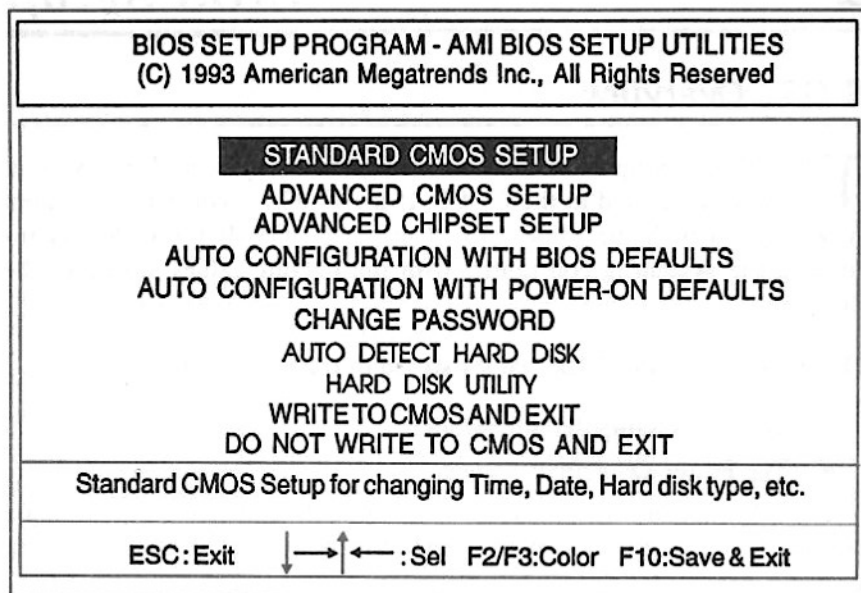 BIOS SETUP PROGRAM - AMI BIOS SETUP UTILITIES
(C) 1993 American Megatrends Inc., All Rights Reserved
STANDARD CMOS SETUP
ADVANCED CMOS SETUP
ADVANCED CHIPSET SETUP
AUTO CONFIGURATION WITH BIOS DEFAULTS
AUTO CONFIGURATION WITH POWER-ON DEFAULTS
CHANGE PASSWORD
AUTO DETECT HARD DISK
HARD DISK UTILITY
WRITE TO CMOS AND EXIT
DO NOT WRITE TO CMOS AND EXIT
Standard CMOS Setup for changing Time, Date, Hard disk type, etc.
ESC: Exit ↓→↑← : Sel F2/F3:Color F10:Save & Exit